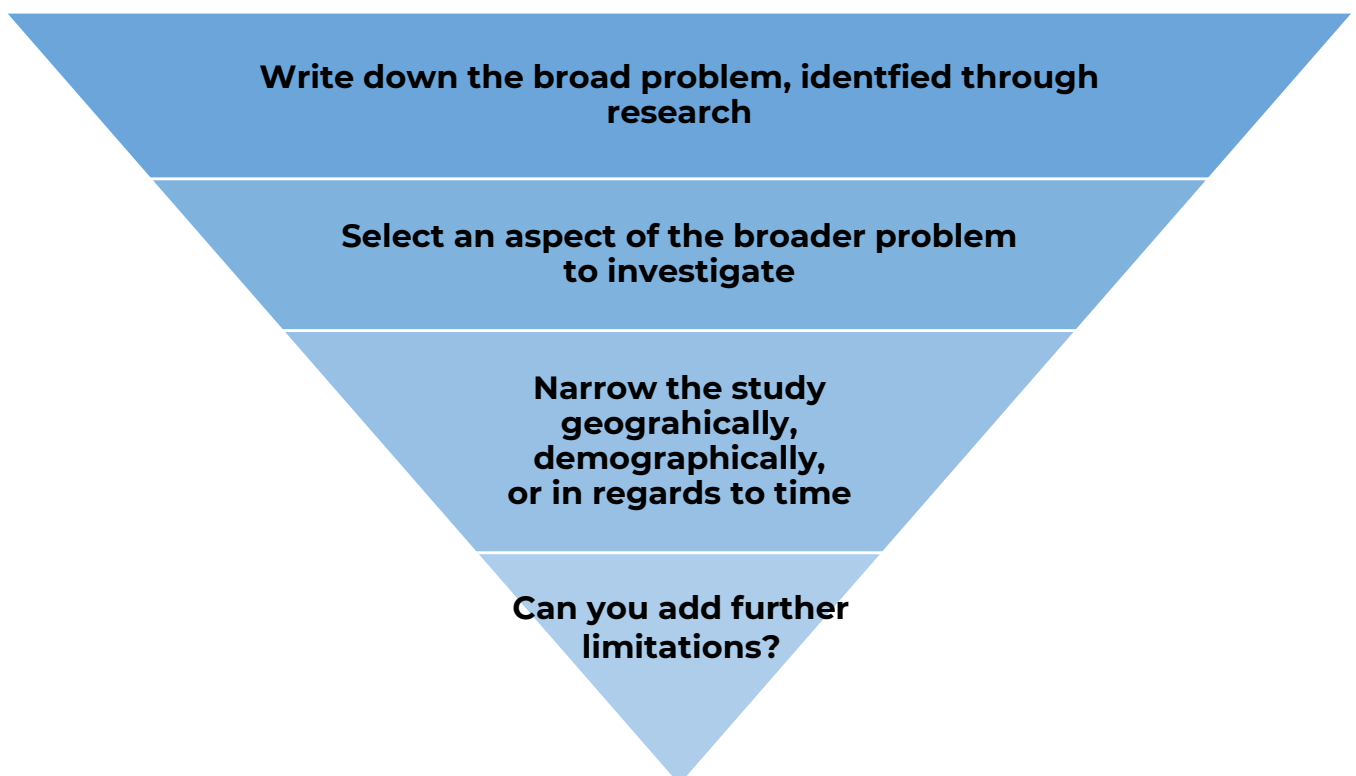 Write down the broad problem, identfied through
research
Select an aspect of the broader problem
to investigate
Narrow the study
geograhically,
demographically,
or in regards to time
Can you add further
limitations?